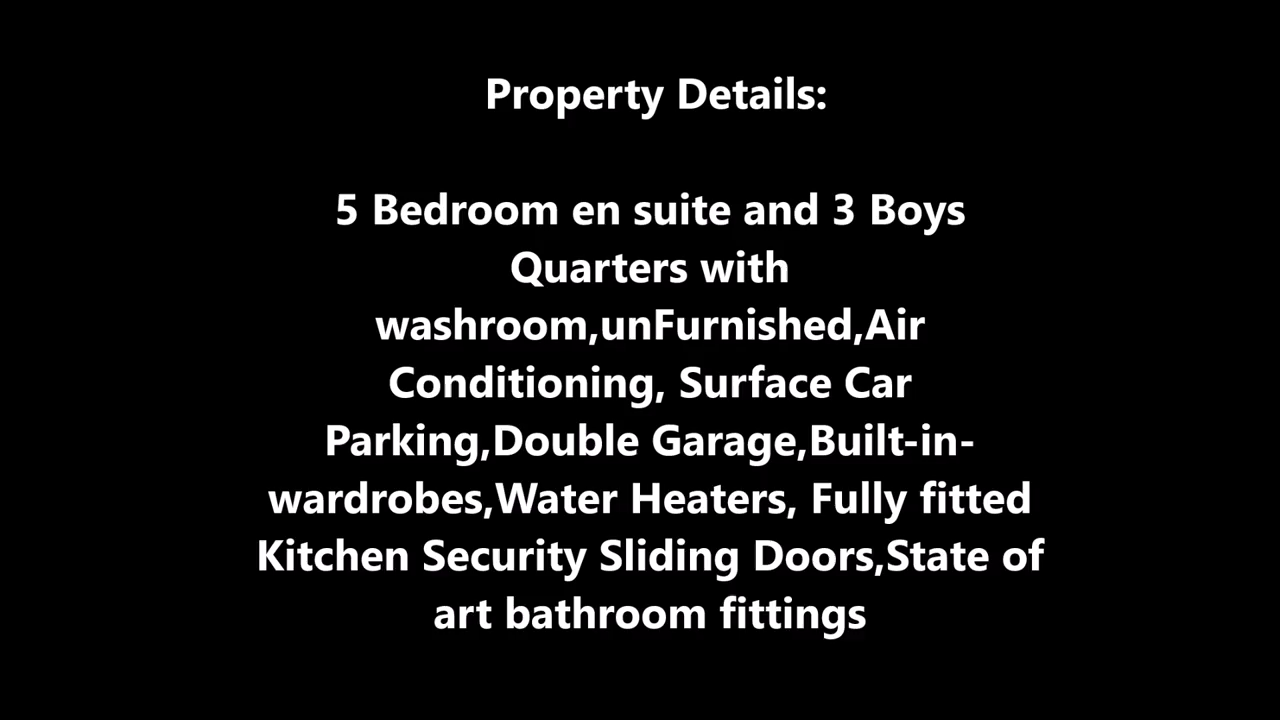 Property Details:
5 Bedroom en suite and 3 Boys
Quarters with
washroom,unFurnished,Air
Conditioning, Surface Car
Parking,Double Garage,Built-in-
wardrobes,Water Heaters, Fully fitted
Kitchen Security Sliding Doors,State of
art bathroom fittings